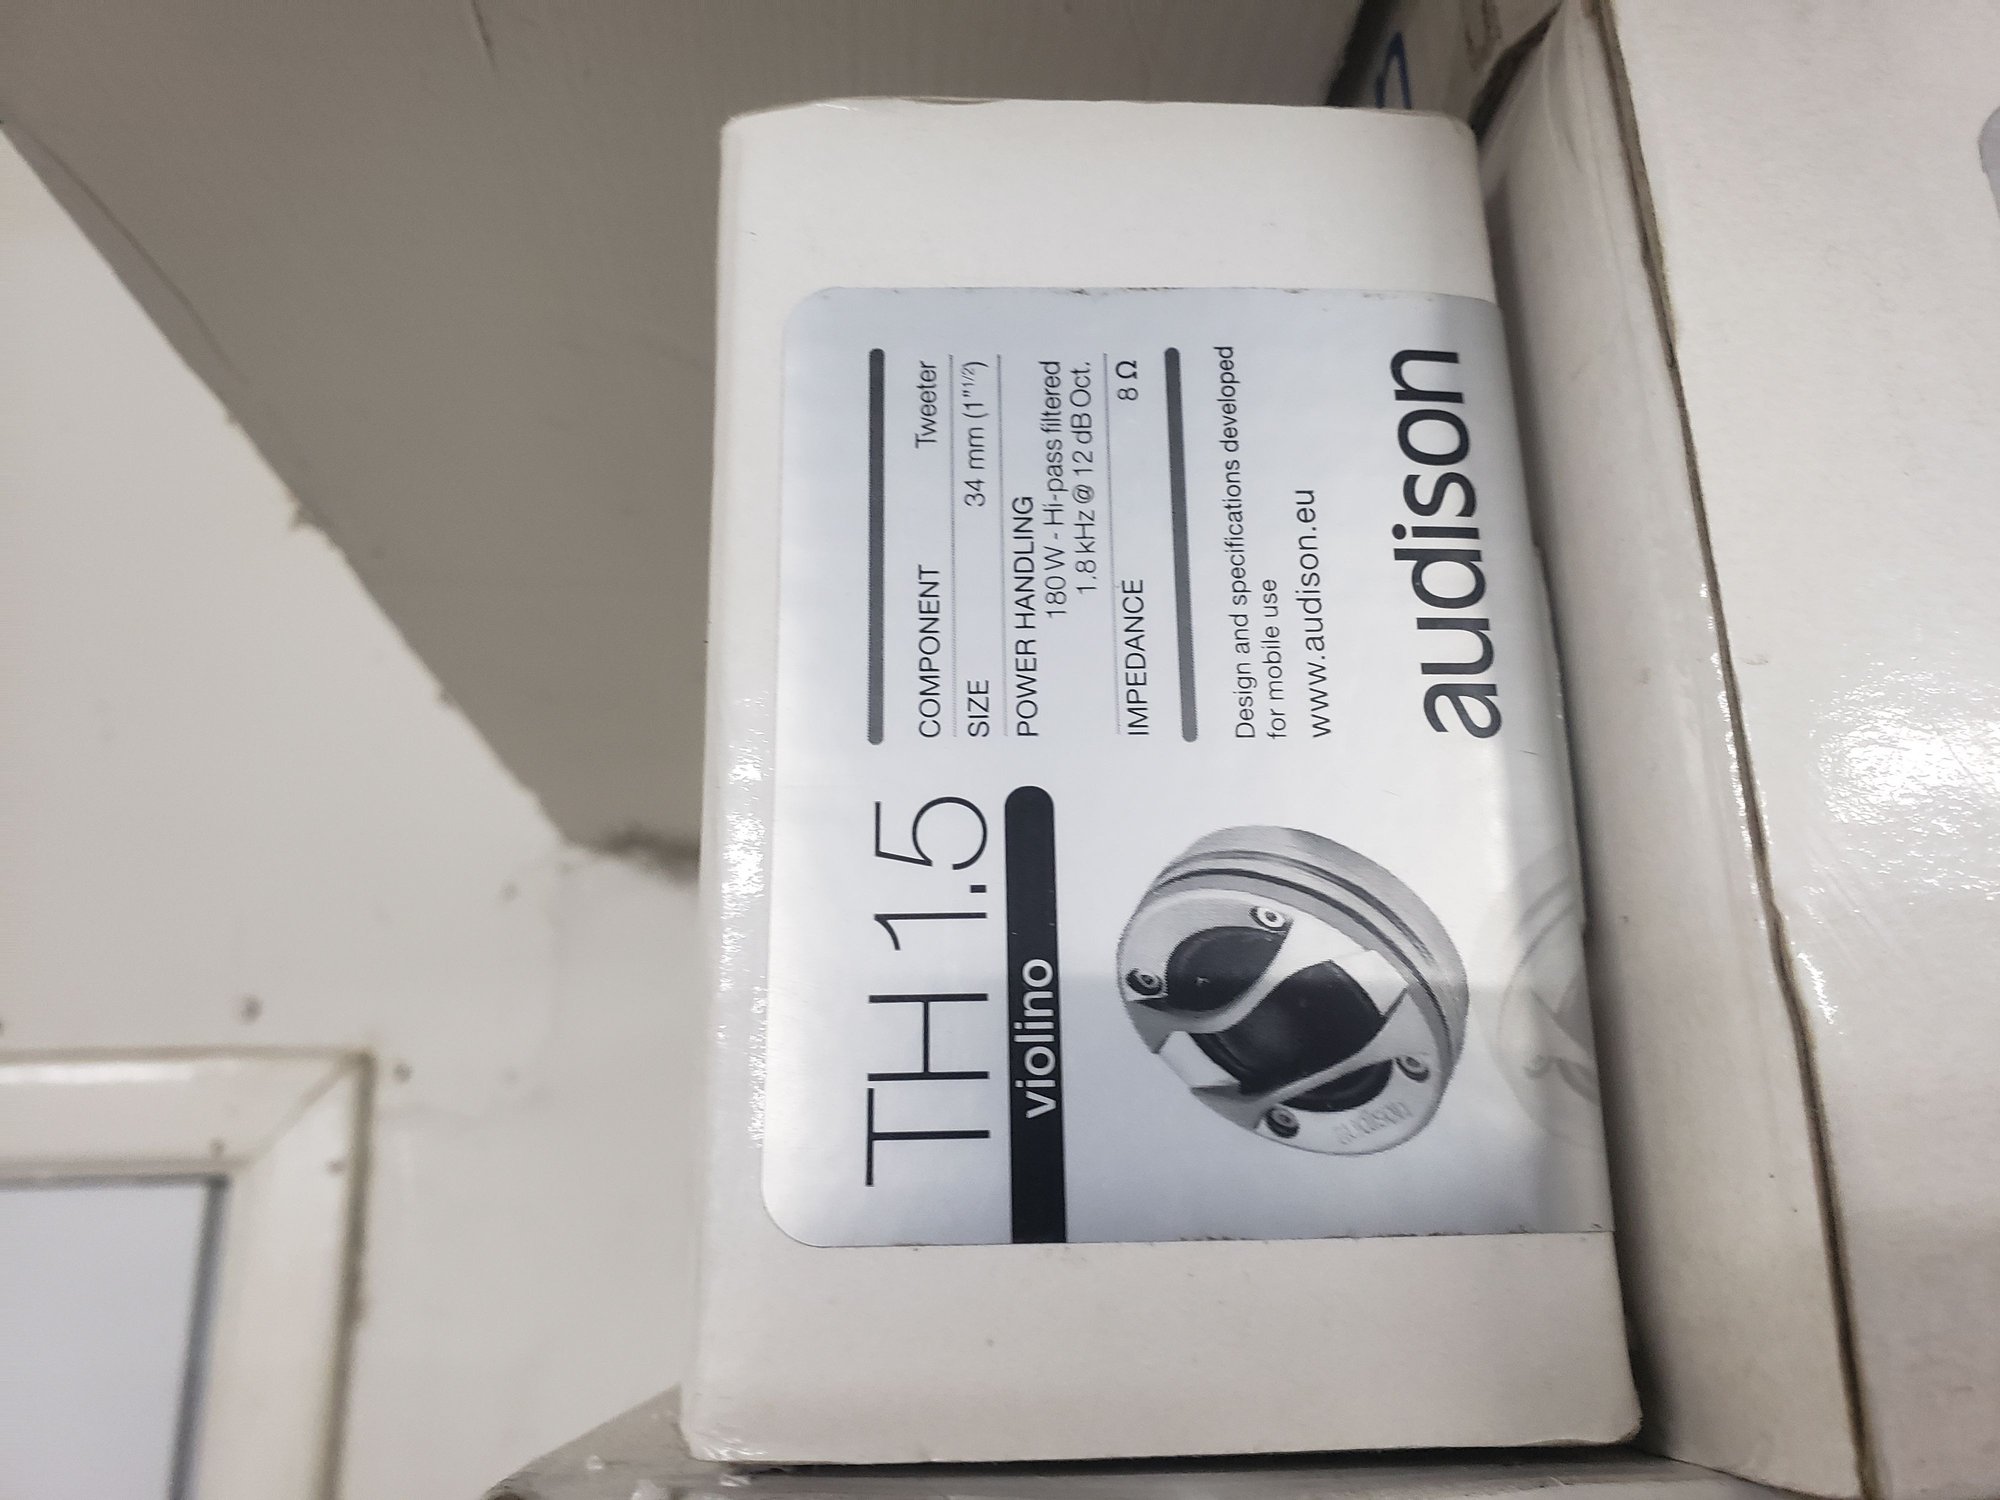 TH 1.5
violino
audison
COMPONENT Tweeter
SIZE 34 mm (1"1/2)
POWER HANDLING
180 W - Hi-pass filtered
1.8 kHz @ 12 dB Oct.
IMPEDANCE 8 Ω
Design and specifications developed
for mobile use
www.audison.eu
audison